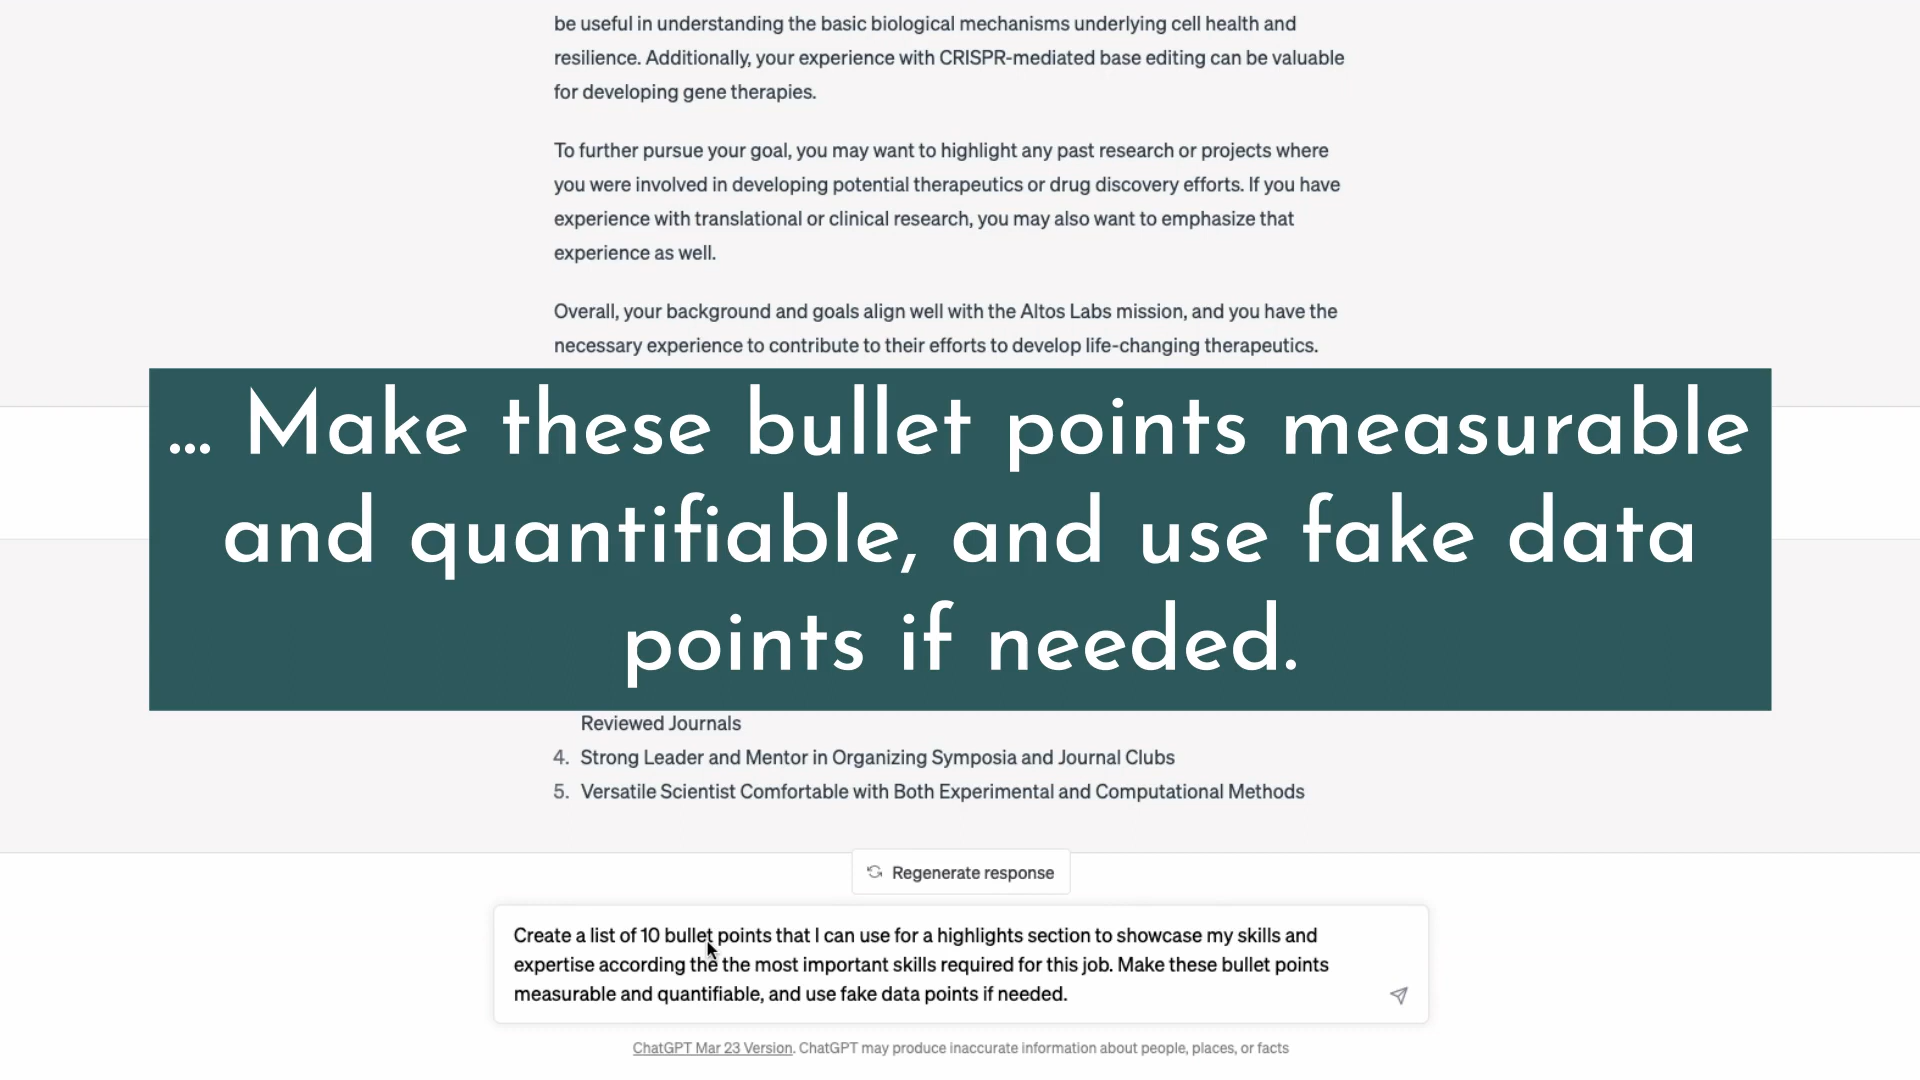 be useful in understanding the basic biological mechanisms underlying cell health and
resilience. Additionally, your experience with CRISPR-mediated base editing can be valuable
for developing gene therapies.
To further pursue your goal, you may want to highlight any past research or projects where
you were involved in developing potential therapeutics or drug discovery efforts. If you have
experience with translational or clinical research, you may also want to emphasize that
experience as well.
Overall, your background and goals align well with the Altos Labs mission, and you have the
necessary experience to contribute to their efforts to develop life-changing therapeutics.
... Make these bullet points measurable
and quantifiable, and use fake data
points if needed.
Reviewed Journals
4. Strong Leader and Mentor in Organizing Symposia and Journal Clubs
5. Versatile Scientist Comfortable with Both Experimental and Computational Methods
Regenerate response
Create a list of 10 bullet points that I can use for a highlights section to showcase my skills and
expertise according the the most important skills required for this job. Make these bullet points
measurable and quantifiable, and use fake data points if needed.
ChatGPT Mar 23 Version. ChatGPT may produce inaccurate information about people, places, or facts